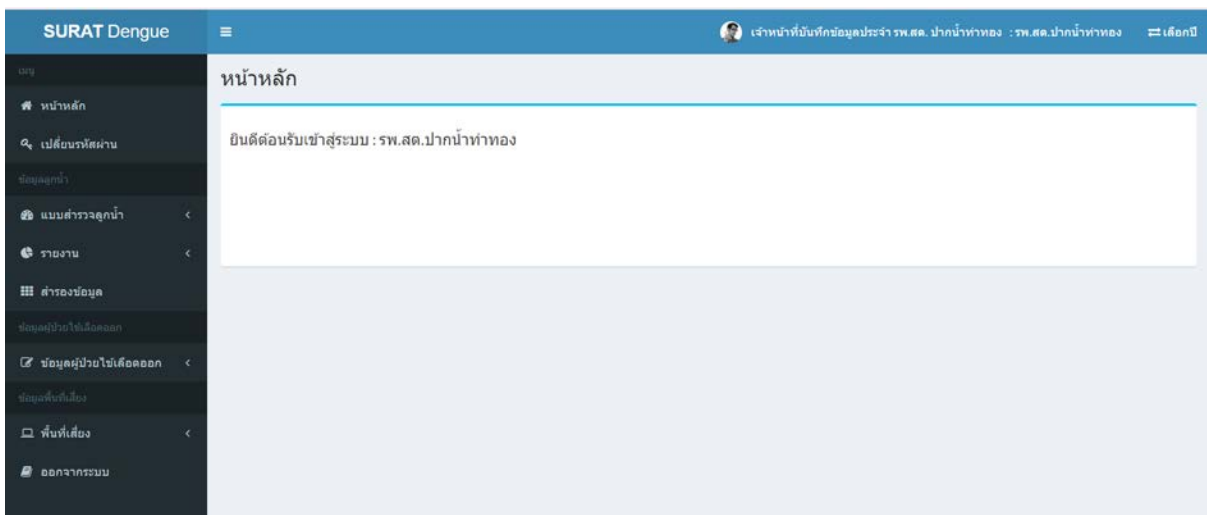 SURAT Dengue
เจ้าหน้าที่บันทึกข้อมูลประจำ รพ.สต. ปากน้ำท่าทอง : รพ.สต.ปากน้ำท่าทอง
เลือกปี
เมนู
หน้าหลัก
เปลี่ยนรหัสผ่าน
ข้อมูลลูกน้ำ
แบบสำรวจลูกน้ำ
รายงาน
สำรองข้อมูล
ข้อมูลผู้ป่วยไข้เลือดออก
ข้อมูลผู้ป่วยไข้เลือดออก
ข้อมูลพื้นที่เสี่ยง
พื้นที่เสี่ยง
ออกจากระบบ
หน้าหลัก
ยินดีต้อนรับเข้าสู่ระบบ : รพ.สต.ปากน้ำท่าทอง